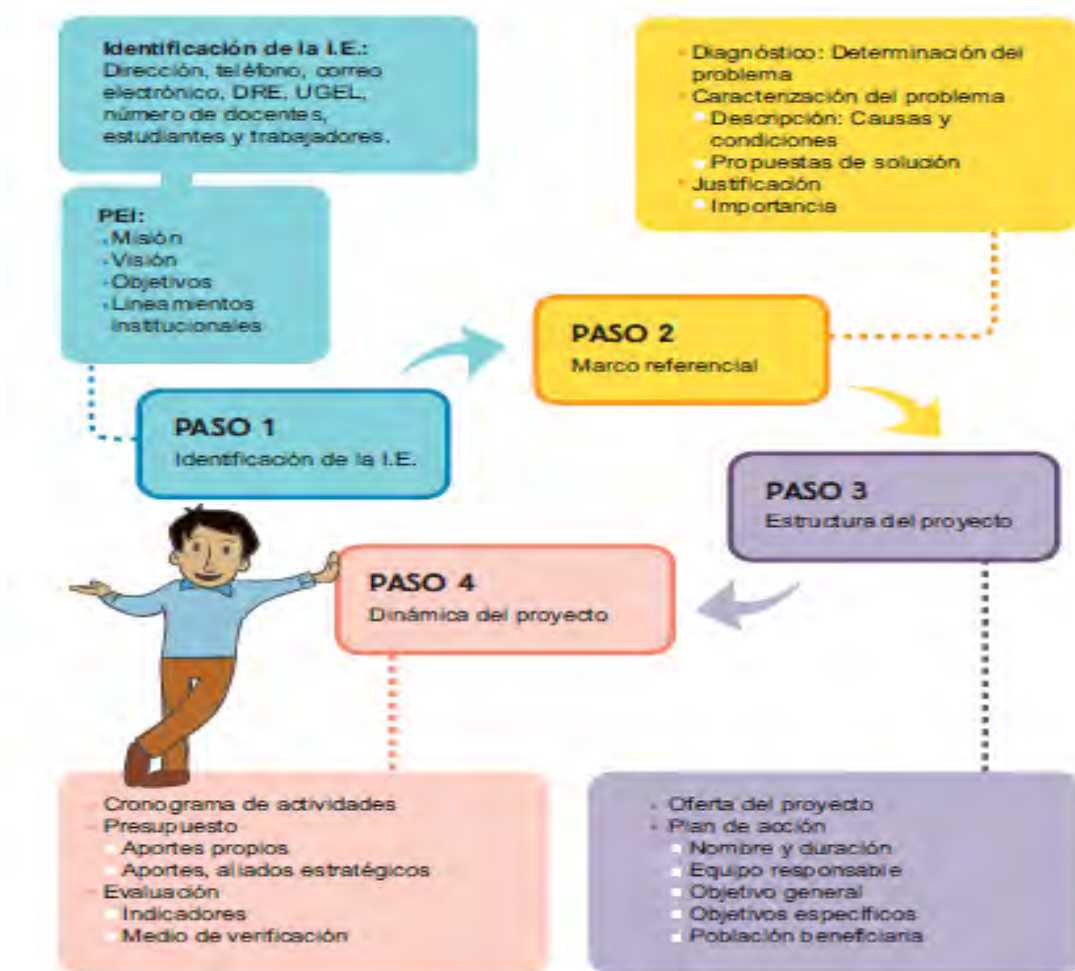 Identificación de la I.E.:
Dirección, teléfono, correo
electrónico, DRE, UGEL,
número de docentes,
estudiantes y trabajadores.
PEI:
- Misión
- Visión
- Objetivos
- Lineamientos
institucionales
PASO 1
Identificación de la I.E.
- Diagnóstico: Determinación del
problema
- Caracterización del problema
Descripción: Causas y
condiciones
Propuestas de solución
- Justificación
Importancia
PASO 2
Marco referencial
PASO 3
Estructura del proyecto
- Oferta del proyecto
- Plan de acción
Nombre y duración
Equipo responsable
Objetivo general
Objetivos específicos
Población beneficiaria
PASO 4
Dinámica del proyecto
- Cronograma de actividades
- Presupuesto
Aportes propios
Aportes, aliados estratégicos
- Evaluación
Indicadores
Medio de verificación